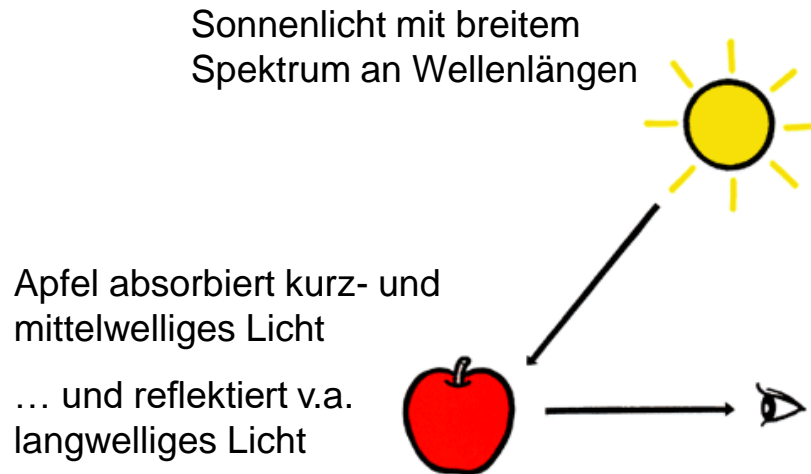 Sonnenlicht mit breitem
Spektrum an Wellenlängen
Apfel absorbiert kurz- und
mittelwelliges Licht
… und reflektiert v.a.
langwelliges Licht